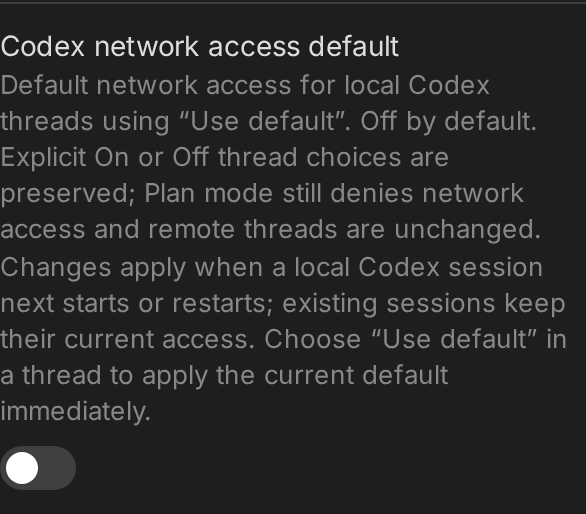 Codex network access default
Default network access for local Codex
threads using “Use default”. Off by default.
Explicit On or Off thread choices are
preserved; Plan mode still denies network
access and remote threads are unchanged.
Changes apply when a local Codex session
next starts or restarts; existing sessions keep
their current access. Choose “Use default” in
a thread to apply the current default
immediately.